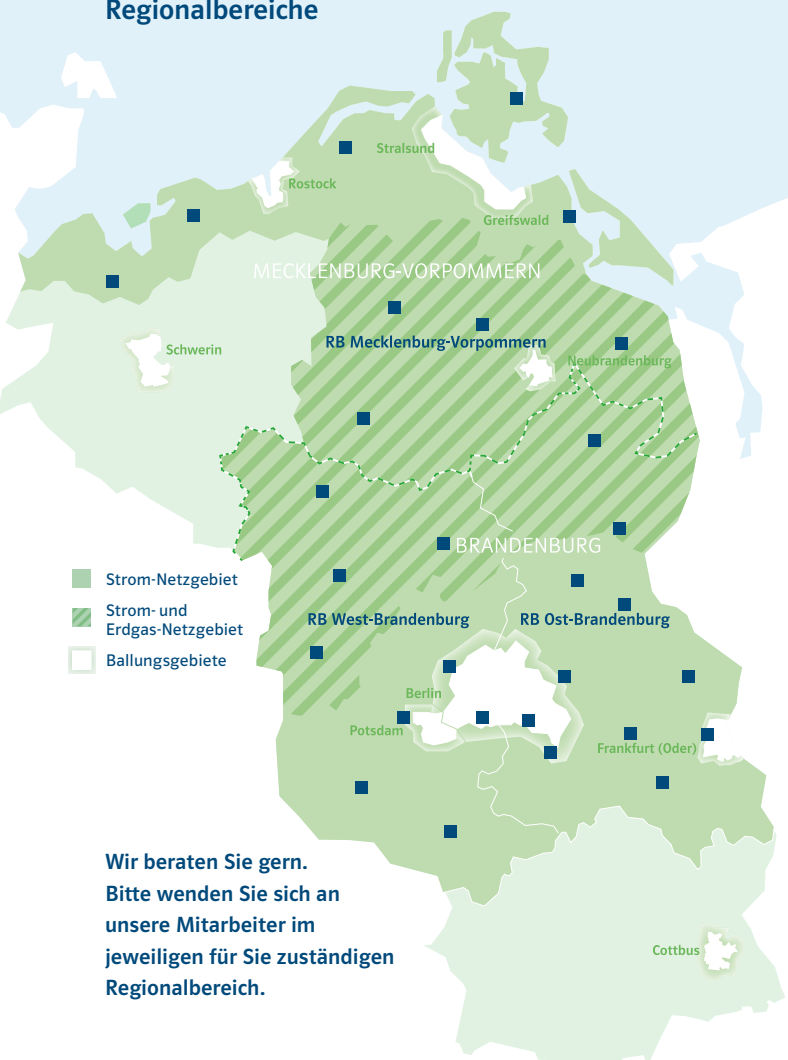 Regionalbereiche
Stralsund
Rostock
Greifswald
MECKLENBURG-VORPOMMERN
RB Mecklenburg-Vorpommern
Schwerin
Neubrandenburg
BRANDENBURG
Strom-Netzgebiet
Strom- und
Erdgas-Netzgebiet
Ballungsgebiete
RB West-Brandenburg
RB Ost-Brandenburg
Berlin
Potsdam
Frankfurt (Oder)
Wir beraten Sie gern.
Bitte wenden Sie sich an
unsere Mitarbeiter im
jeweiligen für Sie zuständigen
Regionalbereich.
Cottbus